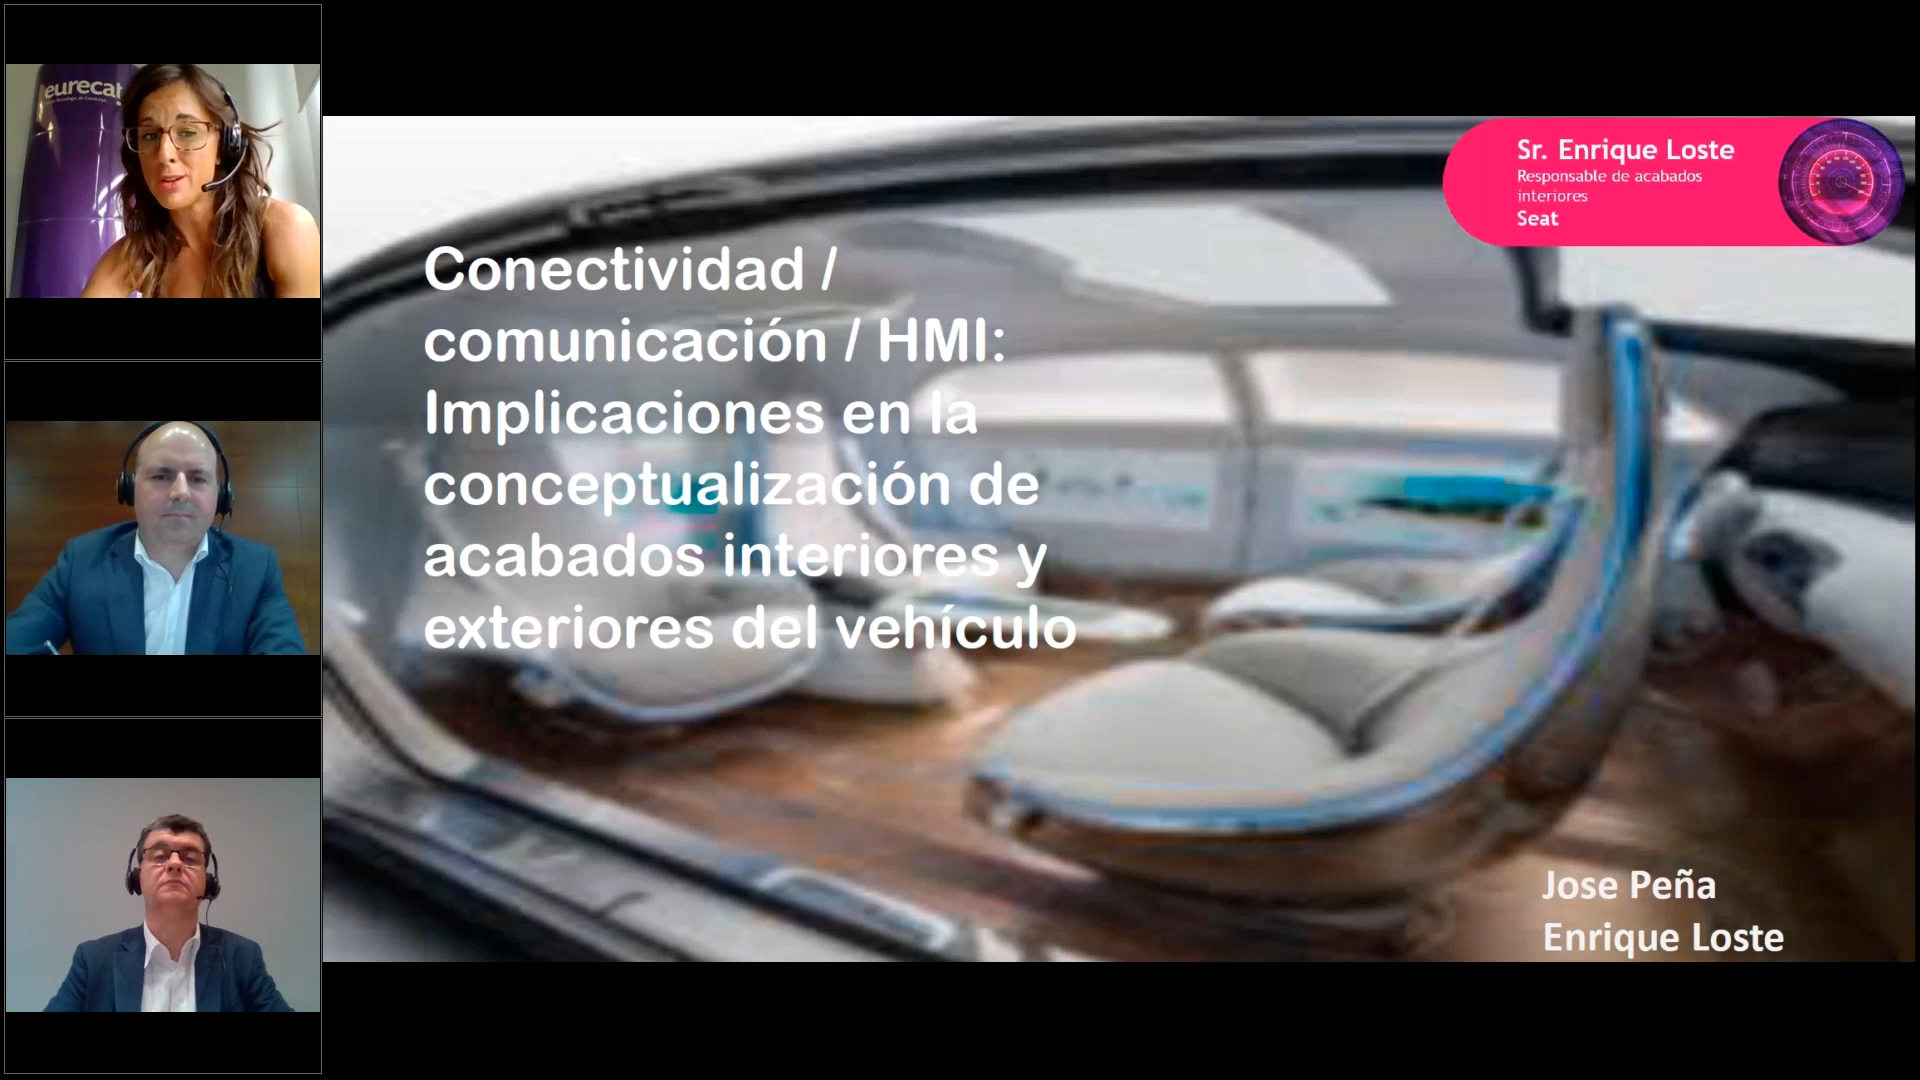 eurecat
Sr. Enrique Loste
Responsable de acabados
interiores
Seat
Conectividad /
comunicación / HMI:
Implicaciones en la
conceptualización de
acabados interiores y
exteriores del vehículo
Jose Peña
Enrique Loste